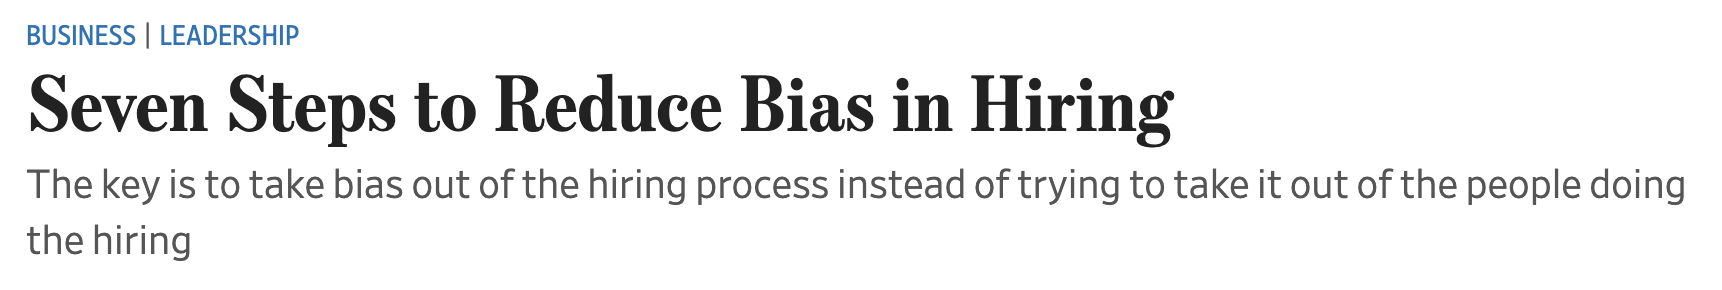 BUSINESS | LEADERSHIP
Seven Steps to Reduce Bias in Hiring
The key is to take bias out of the hiring process instead of trying to take it out of the people doing
the hiring